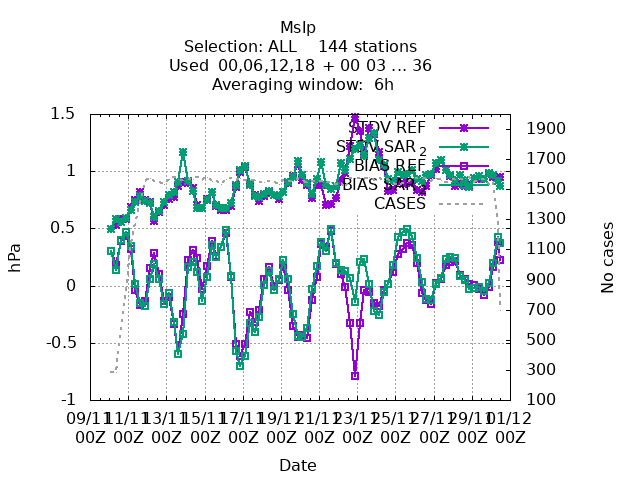 Mslp
Selection: ALL 144 stations
Used 00,06,12,18 + 00 03 ... 36
Averaging window: 6h
STDV REF
STDV SAR 2
BIAS REF
BIAS SAR 2
CASES
1.5
1
0.5
0
-0.5
-1
hPa
1900
1700
1500
1300
1100
900
700
500
300
100
No cases
09/11 11/11 13/11 15/11 17/11 19/11 21/11 23/11 25/11 27/11 29/11 01/12
00Z 00Z 00Z 00Z 00Z 00Z 00Z 00Z 00Z 00Z 00Z 00Z
Date